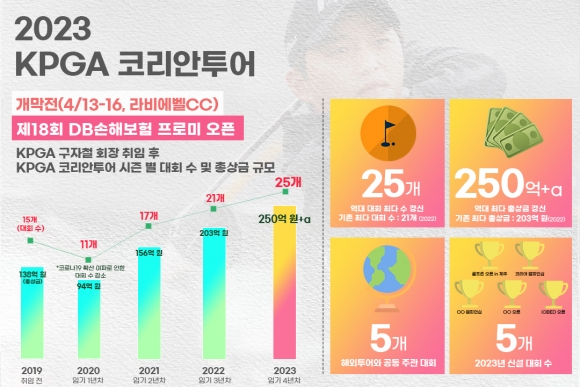 2023
KPGA 코리안투어
개막전(4/13-16, 라비에벨CC)
제18회 DB손해보험 프로미 오픈
KPGA 구자철 회장 취임 후
KPGA 코리안투어 시즌 별 대회 수 및 총상금 규모
15개
(대회 수)
11개
17개
21개
25개
138억 원
(총상금)
*코로나19 확산 여파로 인한
대회 수 감소
94억 원
156억 원
203억 원
250억 원+a
2019
취임 전
2020
임기 1년차
2021
임기 2년차
2022
임기 3년차
2023
임기 4년차
25개
역대 대회 최다 수 경신
기존 최다 대회 수 : 21개 (2022)
250억+a
역대 최다 총상금 경신
기존 최다 총상금 : 203억 원(2022)
5개
해외투어와 공동 주관 대회
골프존 오픈 in 제주
코리아 챔피언십
OO 챔피언십
OO 오픈
5개
2023년 신설 대회 수